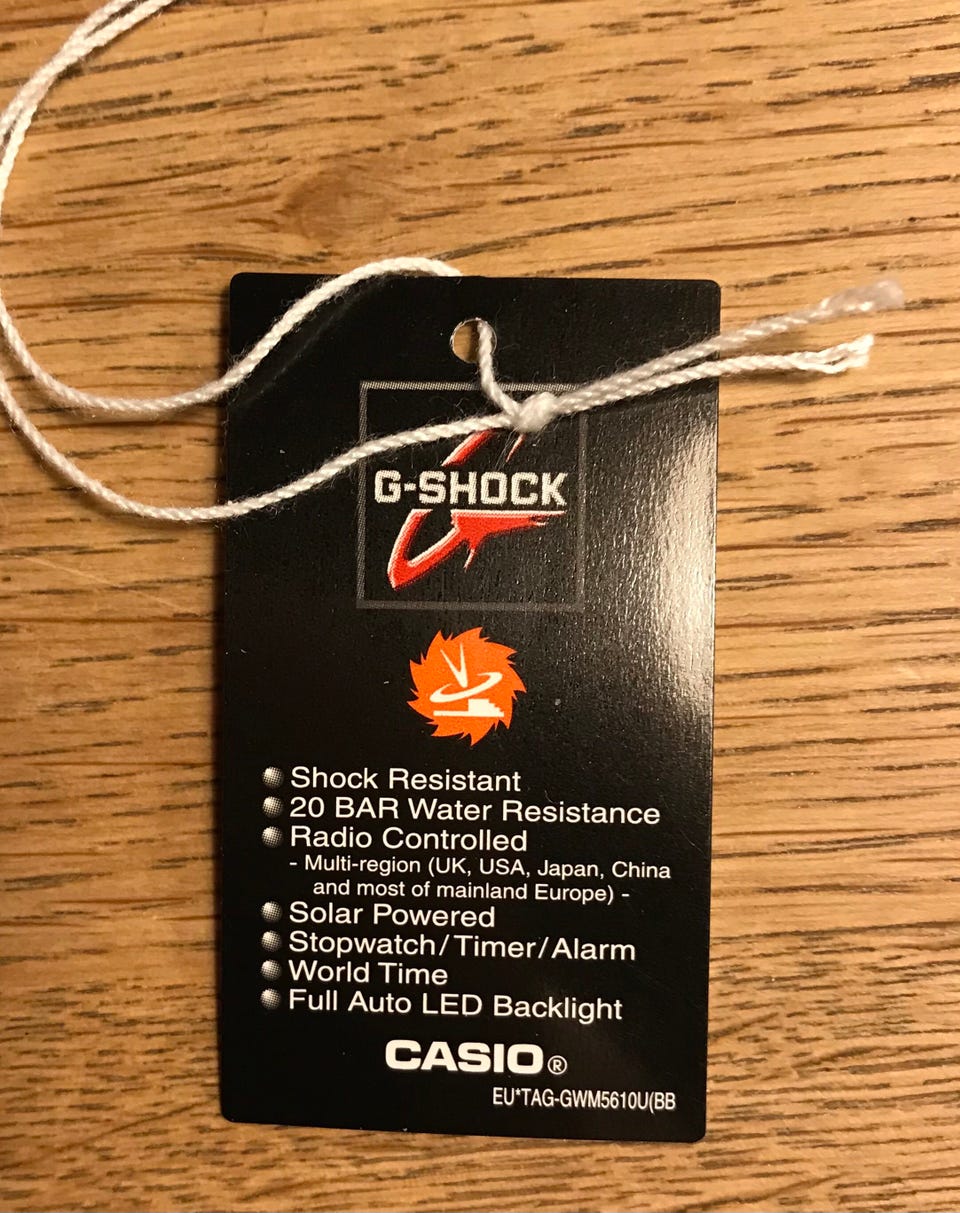 G-SHOCK
Shock Resistant
20 BAR Water Resistance
Radio Controlled
- Multi-region (UK, USA, Japan, China
and most of mainland Europe) -
Solar Powered
Stopwatch/Timer/Alarm
World Time
Full Auto LED Backlight
CASIO®
EU*TAG-GWM5610U(BB